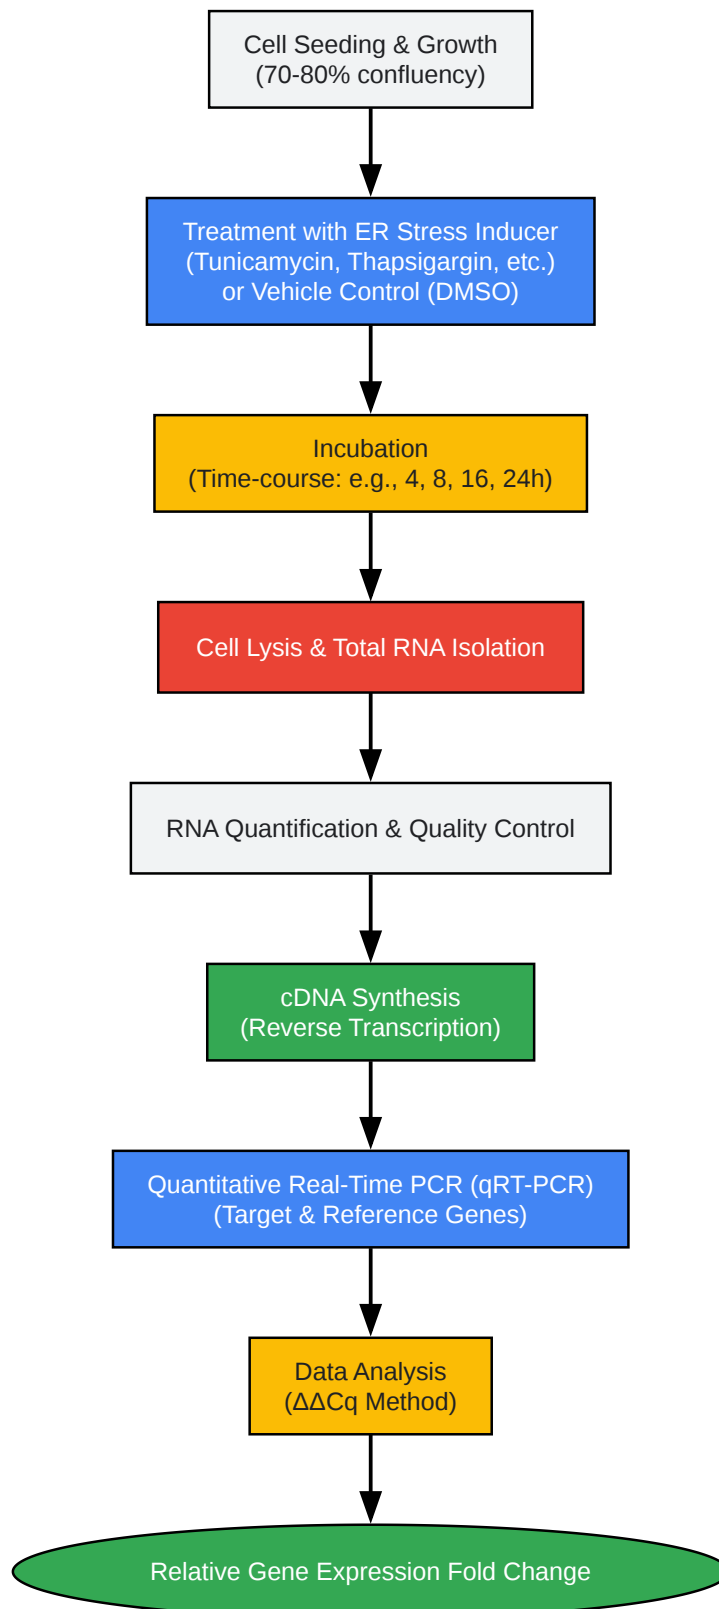 Cell Seeding & Growth
(70-80% confluency)
Treatment with ER Stress Inducer
(Tunicamycin, Thapsigargin, etc.)
or Vehicle Control (DMSO)
Incubation
(Time-course: e.g., 4, 8, 16, 24h)
Cell Lysis & Total RNA Isolation
RNA Quantification & Quality Control
cDNA Synthesis
(Reverse Transcription)
Quantitative Real-Time PCR (qRT-PCR)
(Target & Reference Genes)
Data Analysis
(ΔΔCq Method)
Relative Gene Expression Fold Change